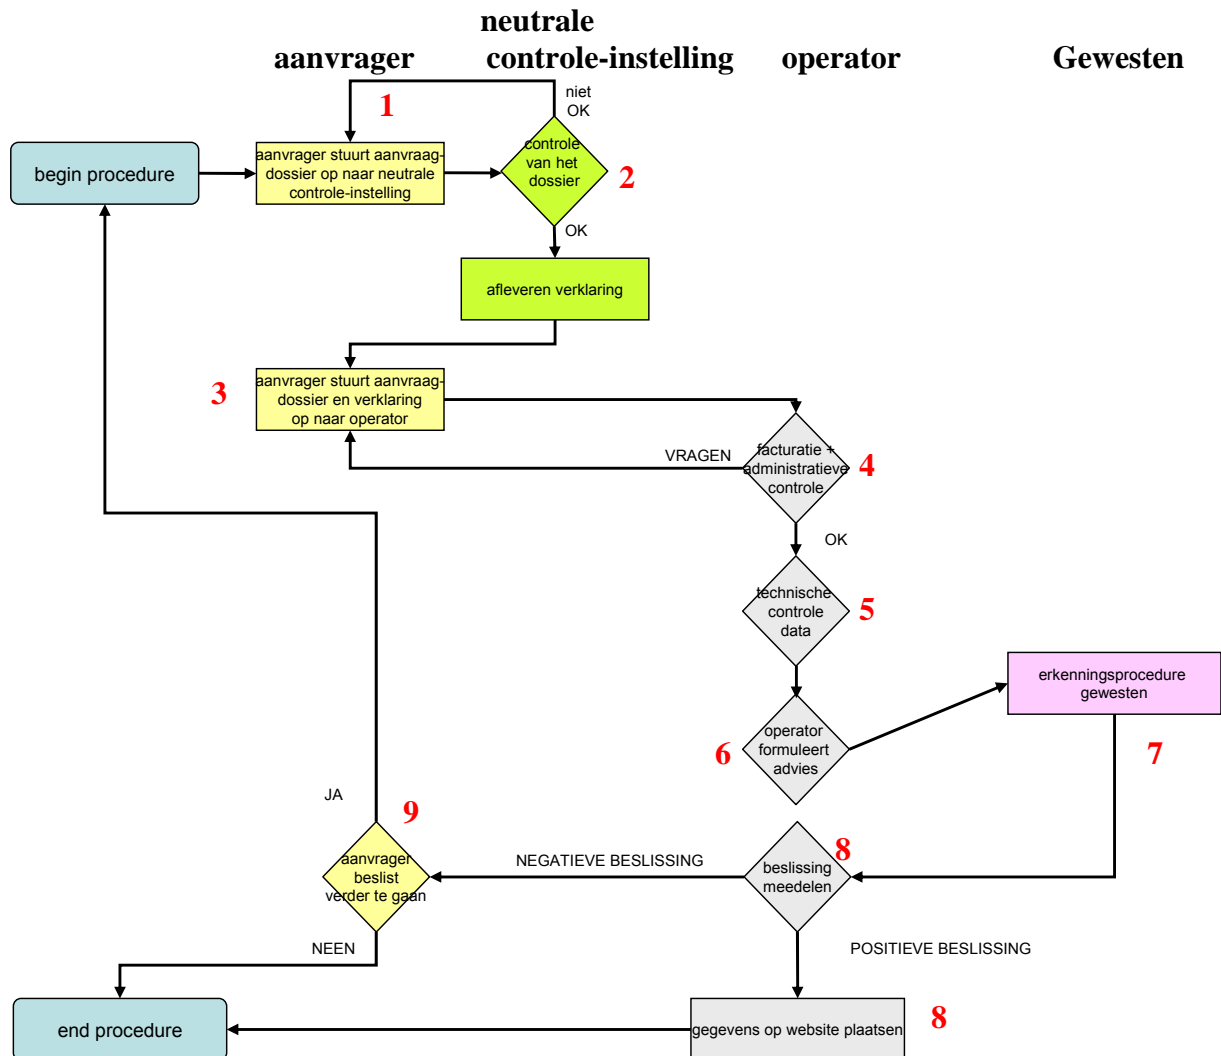 neutrale
aanvrager controle-instelling operator Gewesten
1
niet
OK
begin procedure
aanvrager stuurt aanvraag-
dossier op naar neutrale
controle-instelling
controle
van het
dossier
2
OK
afleveren verklaring
3
aanvrager stuurt aanvraag-
dossier en verklaring
op naar operator
VRAGEN
facturatie +
administratieve
controle
4
OK
technische
controle
data
5
erkenningsprocedure
gewesten
6
operator
formuleert
advies
7
JA
9
aanvrager
beslist
verder te gaan
NEGATIEVE BESLISSING
8
beslissing
meedelen
NEEN
POSITIEVE BESLISSING
end procedure
gegevens op website plaatsen
8